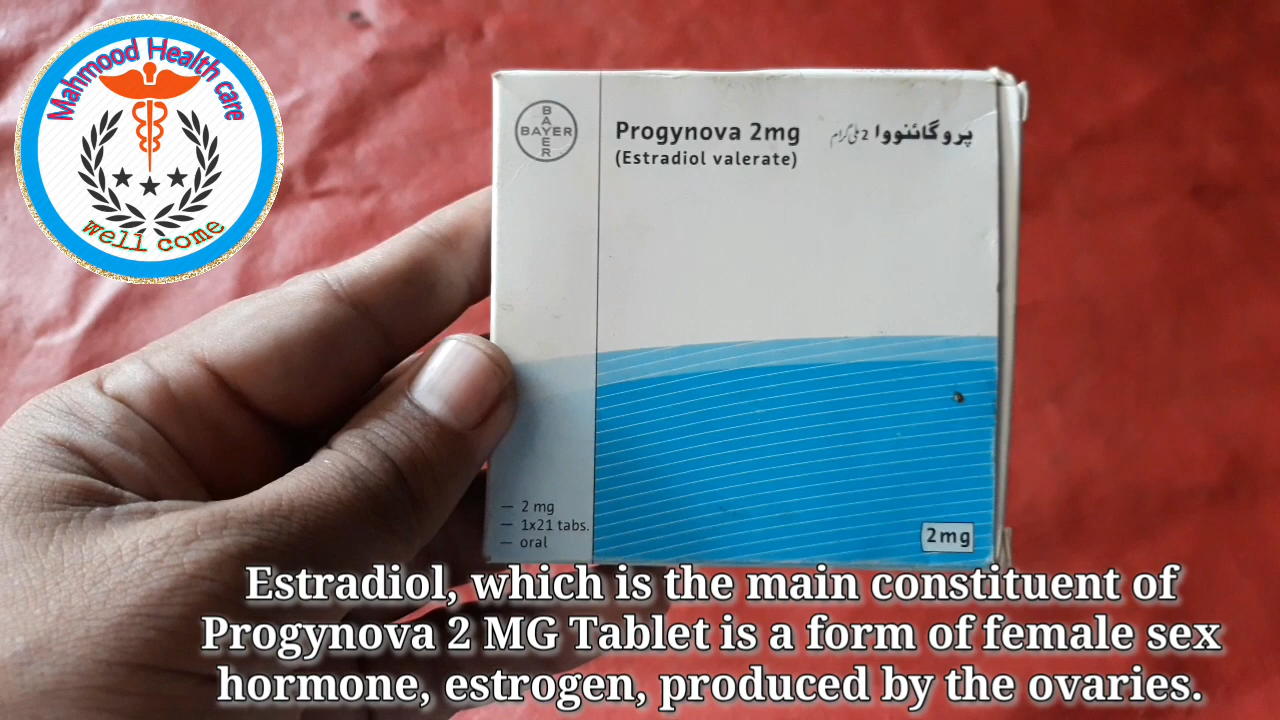 Mahmood Health care
well come
BAYER
BAYER
Progynova 2mg
پروگائنووا 2 ملی گرام
(Estradiol valerate)
— 2 mg
— 1x21 tabs.
— oral
2mg
Estradiol, which is the main constituent of
Progynova 2 MG Tablet is a form of female sex
hormone, estrogen, produced by the ovaries.